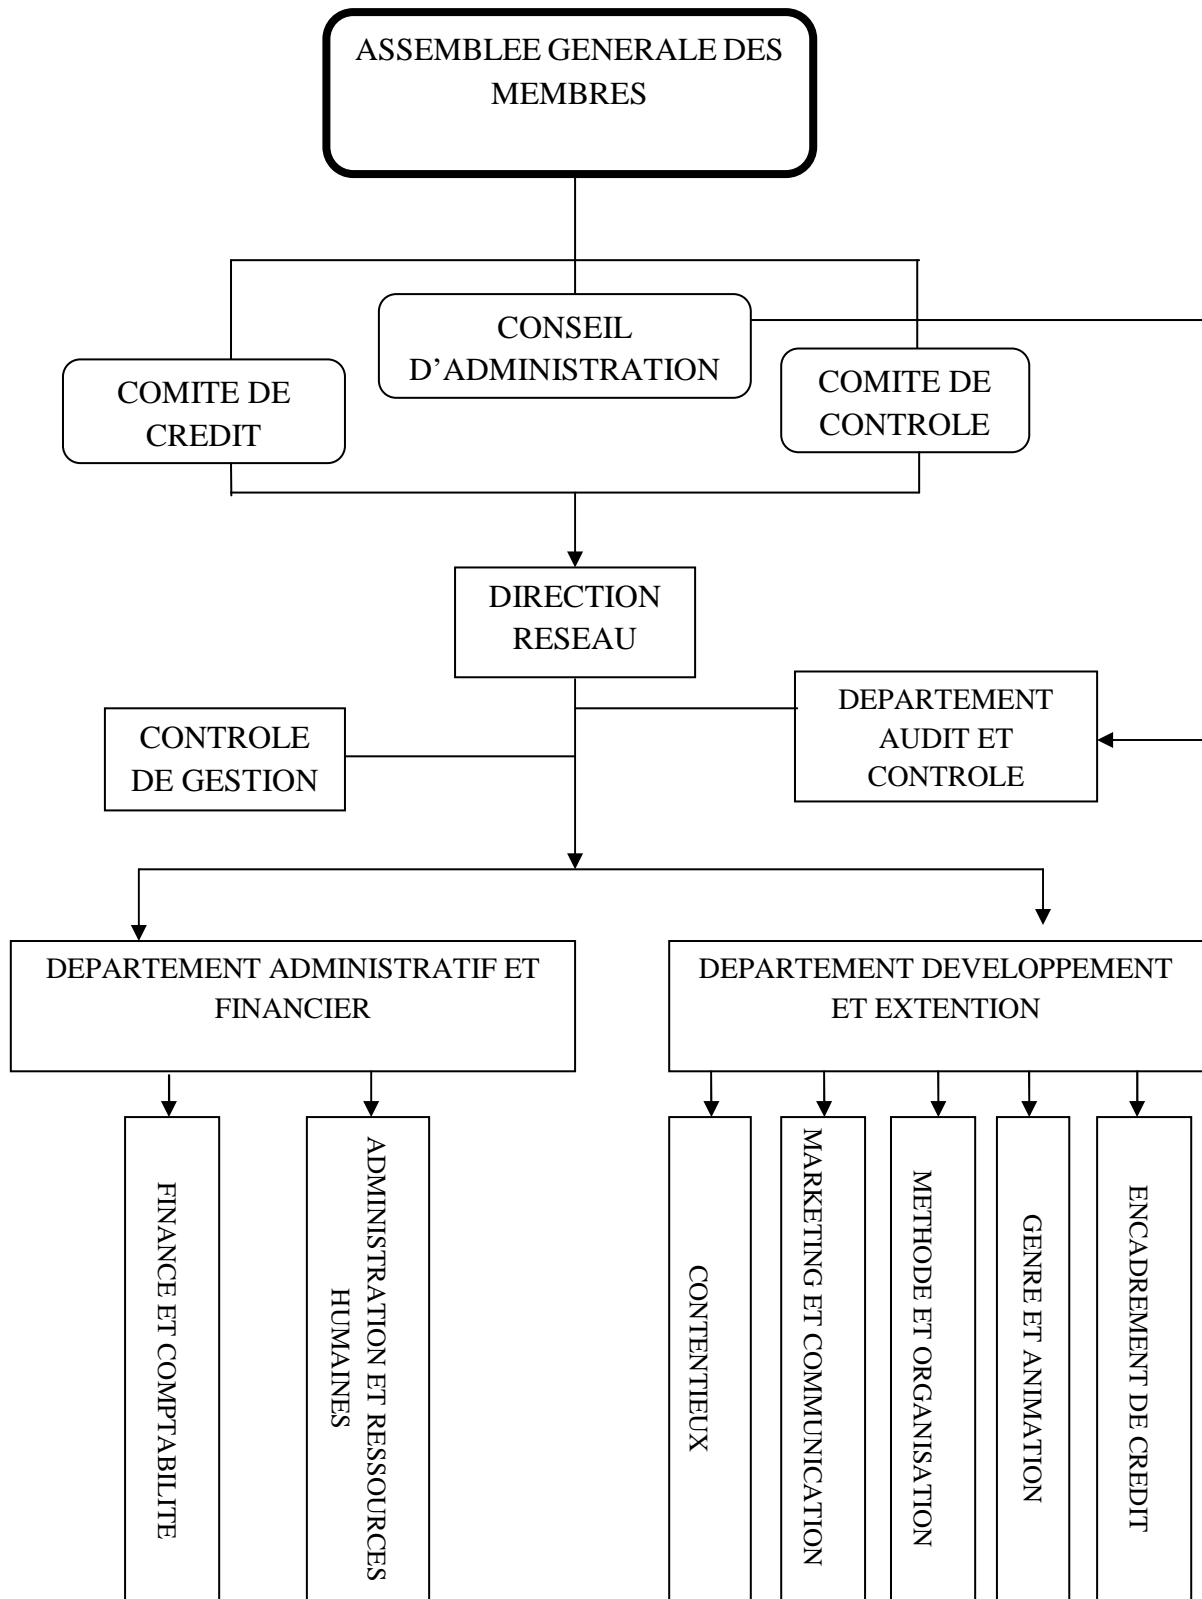 ASSEMBLEE GENERALE DES
MEMBRES
CONSEIL
D’ADMINISTRATION
COMITE DE
CREDIT
COMITE DE
CONTROLE
DIRECTION
RESEAU
CONTROLE
DE GESTION
DEPARTEMENT
AUDIT ET
CONTROLE
DEPARTEMENT ADMINISTRATIF ET
FINANCIER
DEPARTEMENT DEVELOPPEMENT
ET EXTENTION
FINANCE ET COMPTABILITE
ADMINISTRATION ET RESSOURCES
HUMAINES
CONTENTIEUX
MARKETING ET COMMUNICATION
METHODE ET ORGANISATION
GENRE ET ANIMATION
ENCADREMENT DE CREDIT